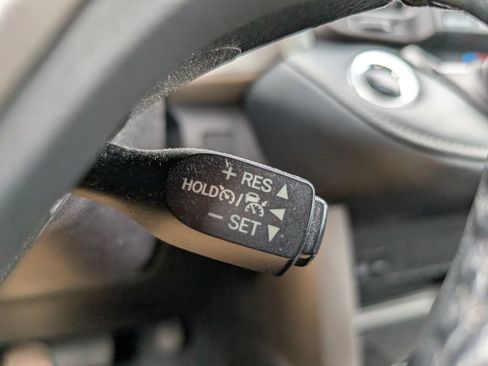 + RES ▲
HOLD / ◀
− SET ▼